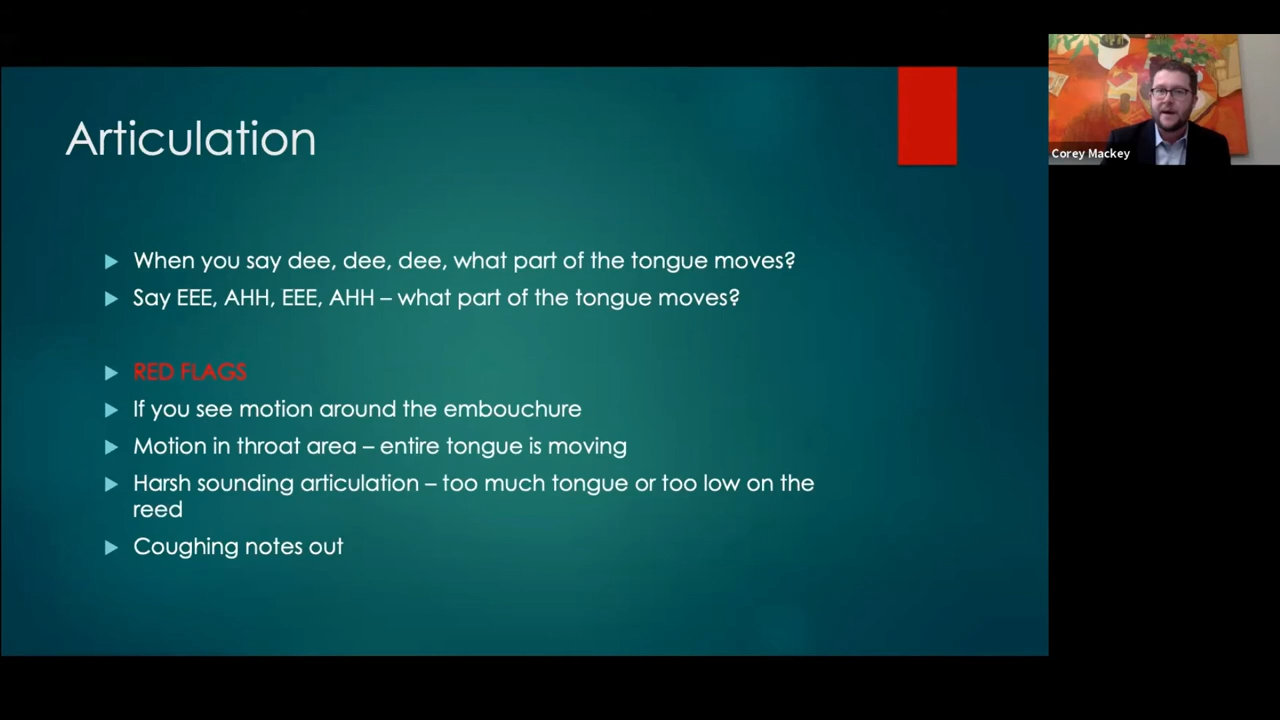 Articulation
When you say dee, dee, dee, what part of the tongue moves?
Say EEE, AHH, EEE, AHH – what part of the tongue moves?
RED FLAGS
If you see motion around the embouchure
Motion in throat area – entire tongue is moving
Harsh sounding articulation – too much tongue or too low on the
reed
Coughing notes out
Corey Mackey